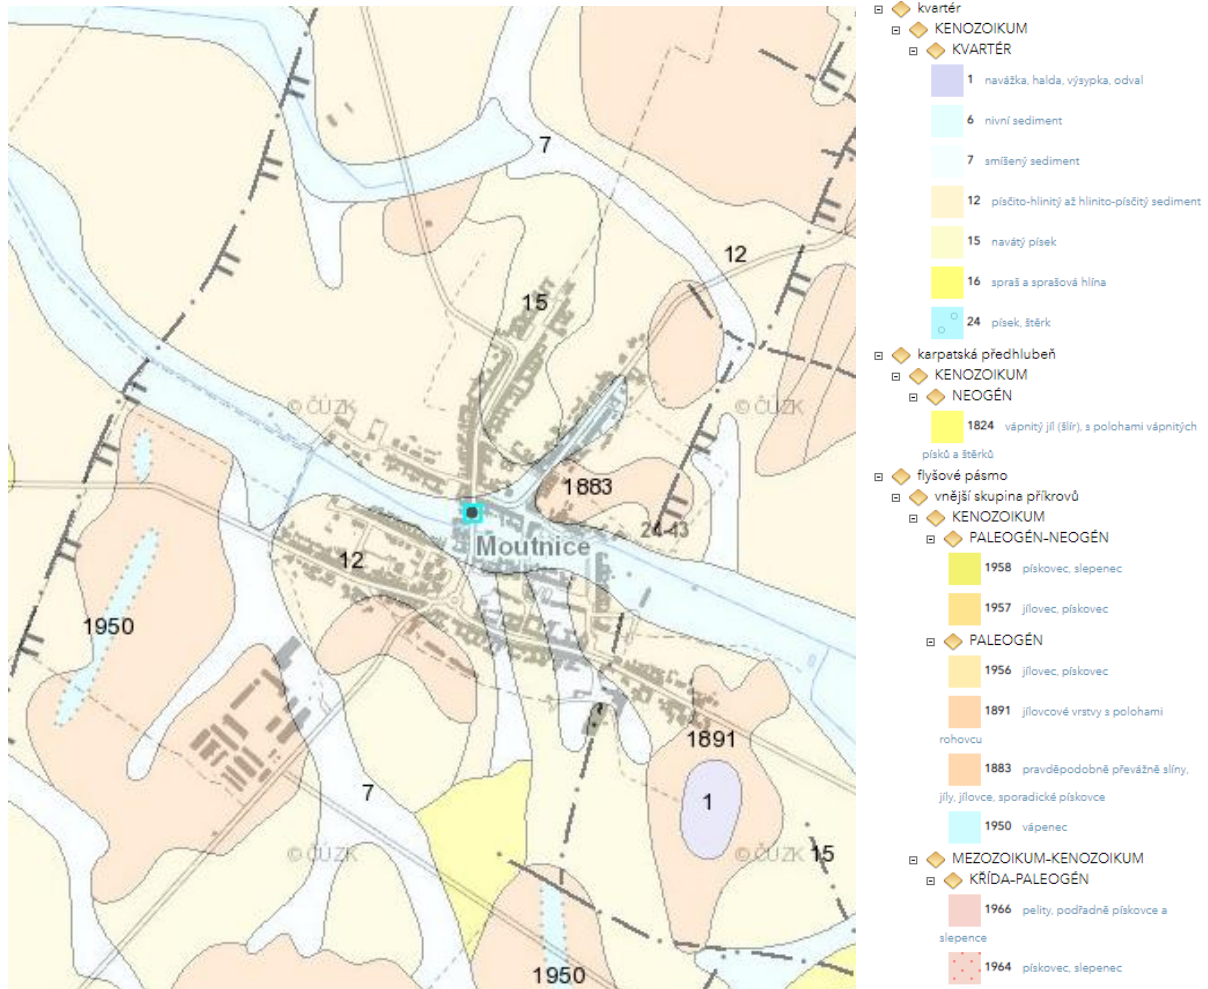 7
12
15
© ČÚZK
© ČÚZK
1883
24-43
Moutnice
12
1950
1891
7
1
© ČÚZK
© ČÚZK
15
1950
kvartér
KENOZOIKUM
KVARTÉR
1 navážka, halda, výsypka, odval
6 nivní sediment
7 smíšený sediment
12 písčito-hlinitý až hlinito-písčitý sediment
15 navátý písek
16 spraš a sprašová hlína
24 písek, štěrk
karpatská předhlubeň
KENOZOIKUM
NEOGÉN
1824 vápnitý jíl (šlír), s polohami vápnitých
písků a štěrků
flyšové pásmo
vnější skupina příkrovů
KENOZOIKUM
PALEOGÉN-NEOGÉN
1958 pískovec, slepenec
1957 jílovec, pískovec
PALEOGÉN
1956 jílovec, pískovec
1891 jílovcové vrstvy s polohami
rohovcu
1883 pravděpodobně převážně slíny,
jíly, jílovce, sporadické pískovce
1950 vápenec
MEZOZOIKUM-KENOZOIKUM
KŘÍDA-PALEOGÉN
1966 pelity, podřadně pískovce a
slepence
1964 pískovec, slepenec